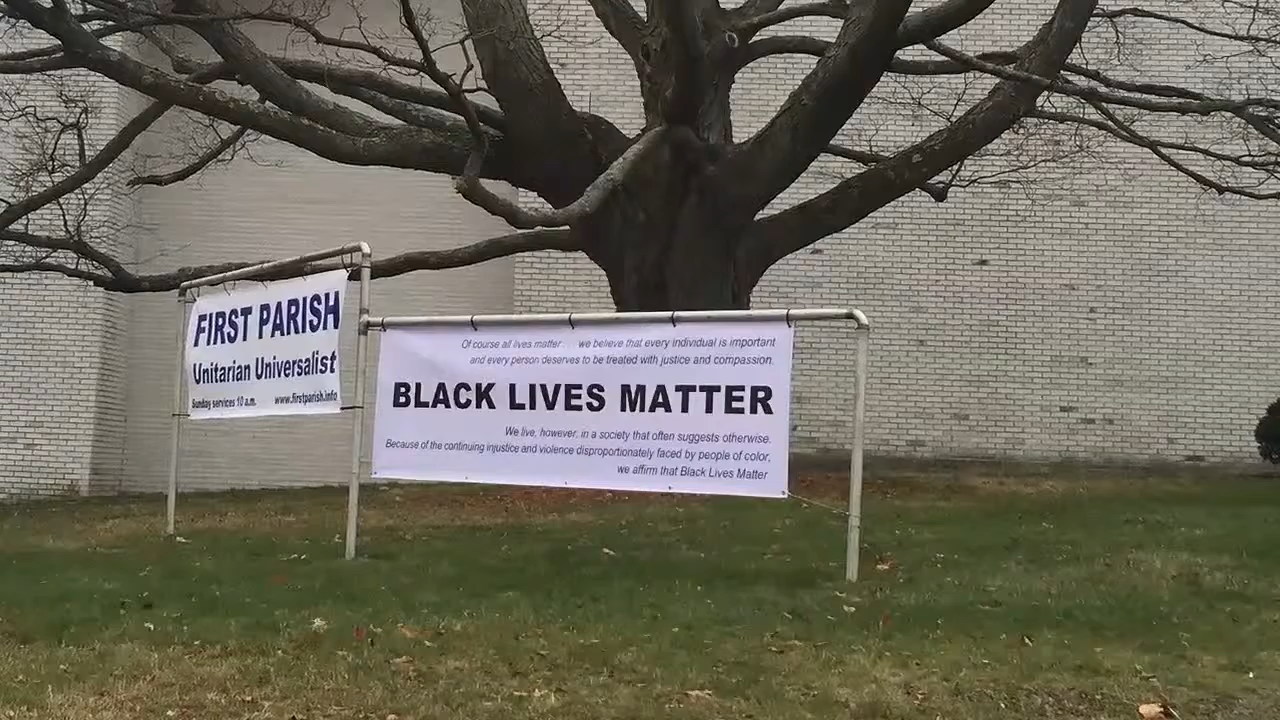 FIRST PARISH
Unitarian Universalist
Sunday services 10 a.m. www.firstparish.info
Of course all lives matter . . . we believe that every individual is important
and every person deserves to be treated with justice and compassion.
BLACK LIVES MATTER
We live, however, in a society that often suggests otherwise.
Because of the continuing injustice and violence disproportionately faced by people of color,
we affirm that Black Lives Matter